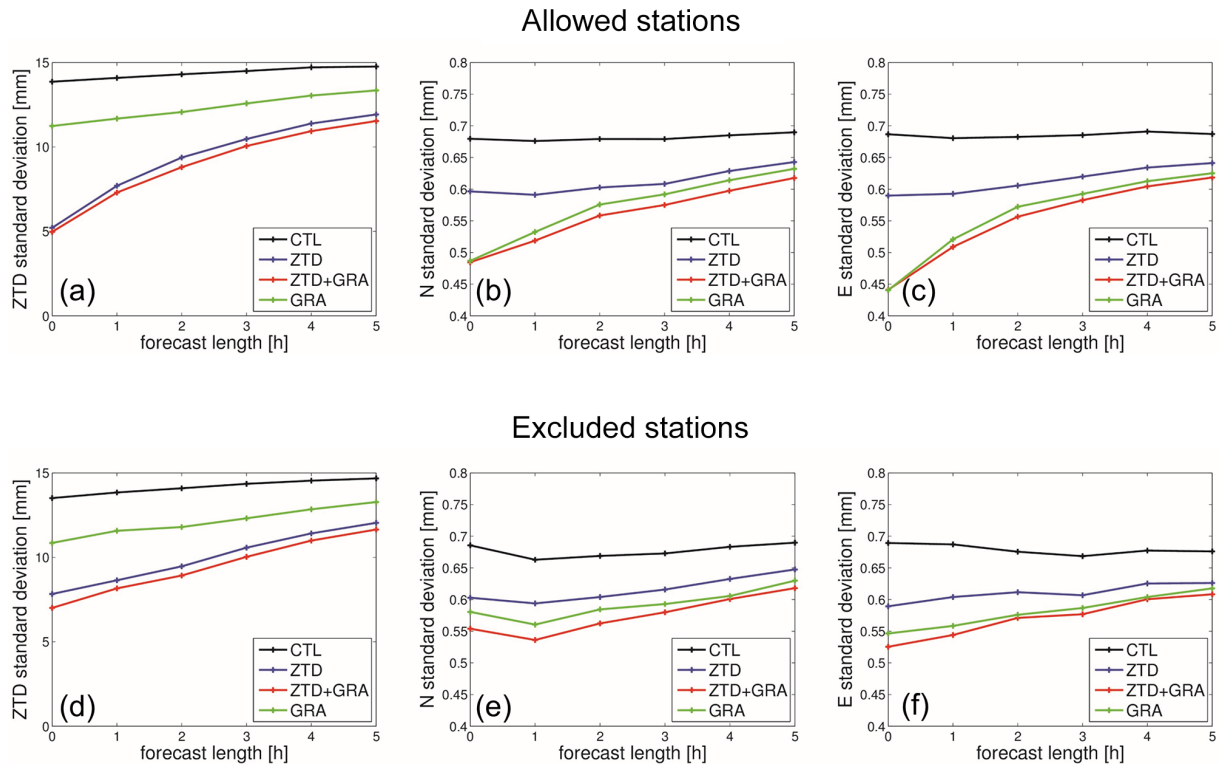 Allowed stations
ZTD standard deviation [mm]
15
10
5
0
0 1 2 3 4 5
forecast length [h]
(a)
CTL
ZTD
ZTD+GRA
GRA
N standard deviation [mm]
0.8
0.75
0.7
0.65
0.6
0.55
0.5
0.45
0.4
0 1 2 3 4 5
forecast length [h]
(b)
CTL
ZTD
ZTD+GRA
GRA
E standard deviation [mm]
0.8
0.75
0.7
0.65
0.6
0.55
0.5
0.45
0.4
0 1 2 3 4 5
forecast length [h]
(c)
CTL
ZTD
ZTD+GRA
GRA
Excluded stations
ZTD standard deviation [mm]
15
10
5
0
0 1 2 3 4 5
forecast length [h]
(d)
CTL
ZTD
ZTD+GRA
GRA
N standard deviation [mm]
0.8
0.75
0.7
0.65
0.6
0.55
0.5
0.45
0.4
0 1 2 3 4 5
forecast length [h]
(e)
CTL
ZTD
ZTD+GRA
GRA
E standard deviation [mm]
0.8
0.75
0.7
0.65
0.6
0.55
0.5
0.45
0.4
0 1 2 3 4 5
forecast length [h]
(f)
CTL
ZTD
ZTD+GRA
GRA